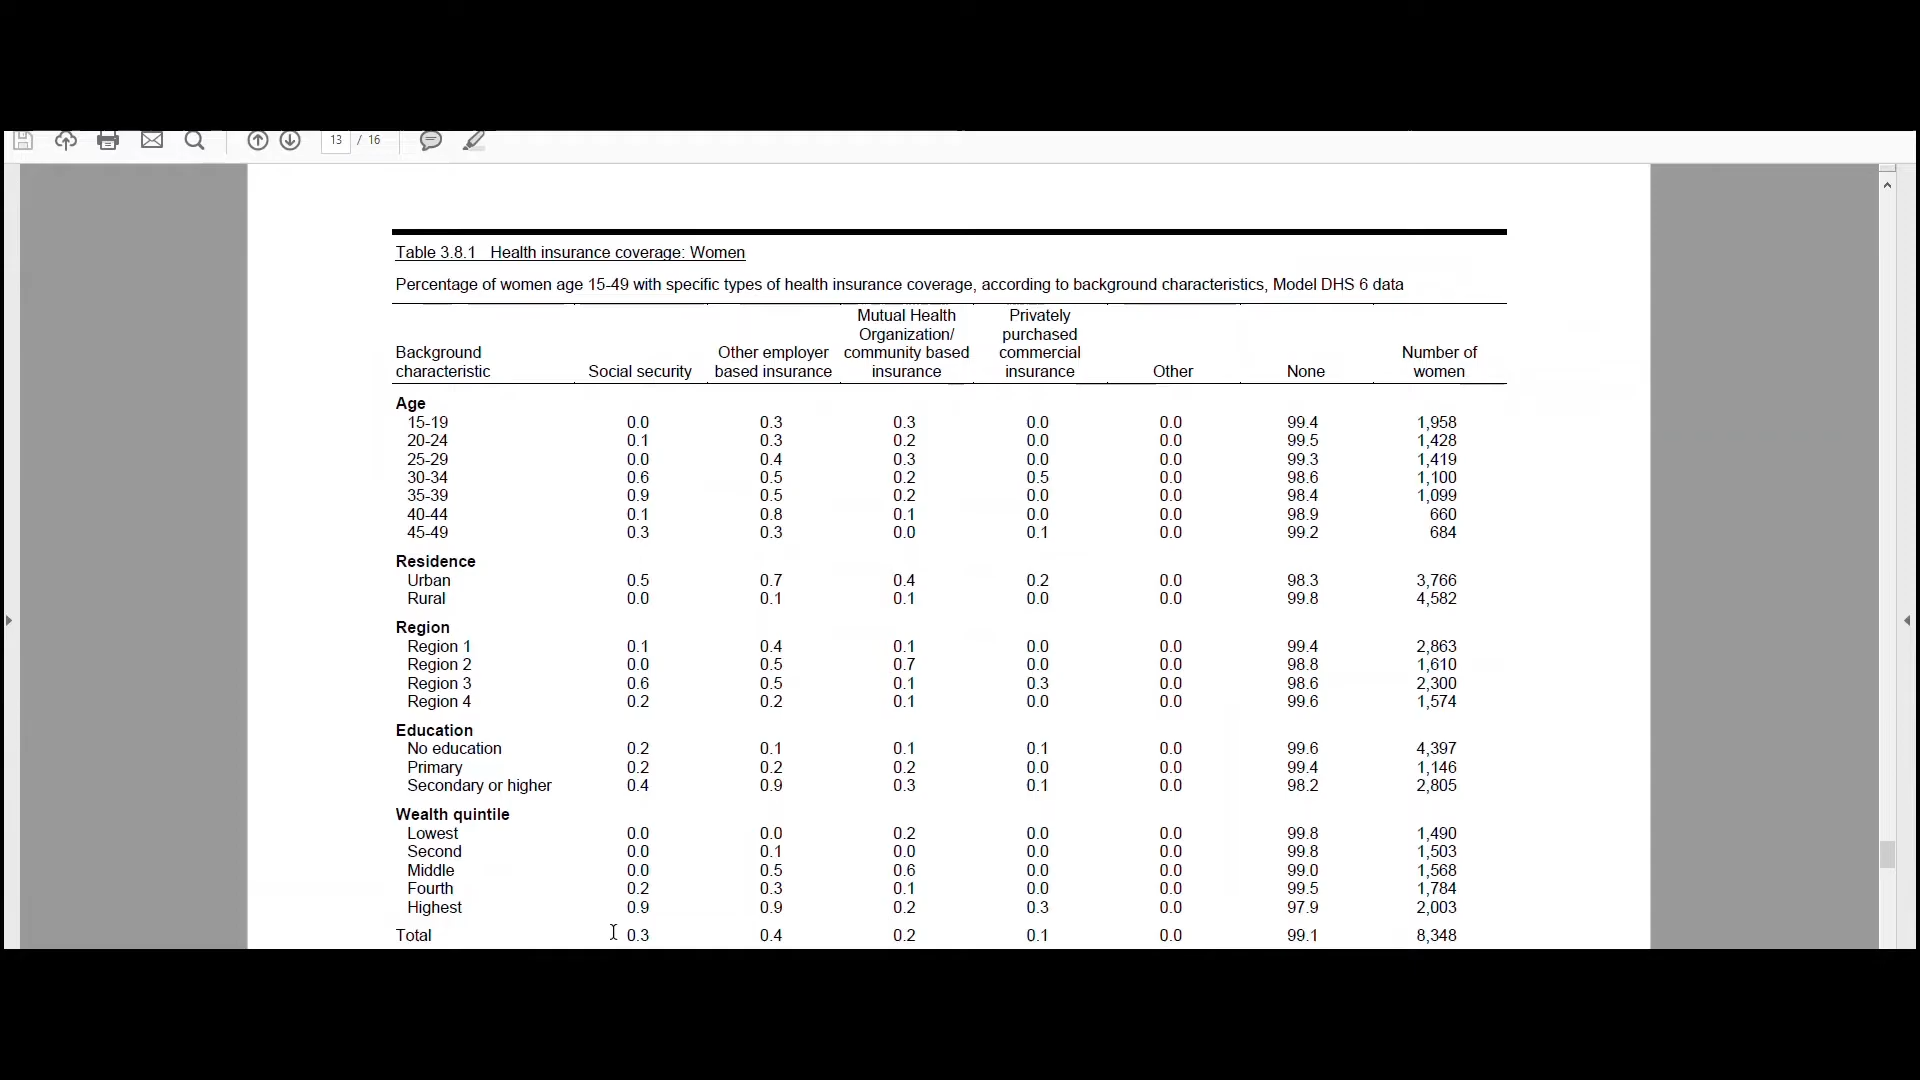 13 / 16
Table 3.8.1 Health insurance coverage: Women
Percentage of women age 15-49 with specific types of health insurance coverage, according to background characteristics, Model DHS 6 data
Background characteristic Social security Other employer based insurance Mutual Health Organization/ community based insurance Privately purchased commercial insurance Other None Number of women
Age
15-19 0.0 0.3 0.3 0.0 0.0 99.4 1,958
20-24 0.1 0.3 0.2 0.0 0.0 99.5 1,428
25-29 0.0 0.4 0.3 0.0 0.0 99.3 1,419
30-34 0.6 0.5 0.2 0.5 0.0 98.6 1,100
35-39 0.9 0.5 0.2 0.0 0.0 98.4 1,099
40-44 0.1 0.8 0.1 0.0 0.0 98.9 660
45-49 0.3 0.3 0.0 0.1 0.0 99.2 684
Residence
Urban 0.5 0.7 0.4 0.2 0.0 98.3 3,766
Rural 0.0 0.1 0.1 0.0 0.0 99.8 4,582
Region
Region 1 0.1 0.4 0.1 0.0 0.0 99.4 2,863
Region 2 0.0 0.5 0.7 0.0 0.0 98.8 1,610
Region 3 0.6 0.5 0.1 0.3 0.0 98.6 2,300
Region 4 0.2 0.2 0.1 0.0 0.0 99.6 1,574
Education
No education 0.2 0.1 0.1 0.1 0.0 99.6 4,397
Primary 0.2 0.2 0.2 0.0 0.0 99.4 1,146
Secondary or higher 0.4 0.9 0.3 0.1 0.0 98.2 2,805
Wealth quintile
Lowest 0.0 0.0 0.2 0.0 0.0 99.8 1,490
Second 0.0 0.1 0.0 0.0 0.0 99.8 1,503
Middle 0.0 0.5 0.6 0.0 0.0 99.0 1,568
Fourth 0.2 0.3 0.1 0.0 0.0 99.5 1,784
Highest 0.9 0.9 0.2 0.3 0.0 97.9 2,003
Total 0.3 0.4 0.2 0.1 0.0 99.1 8,348